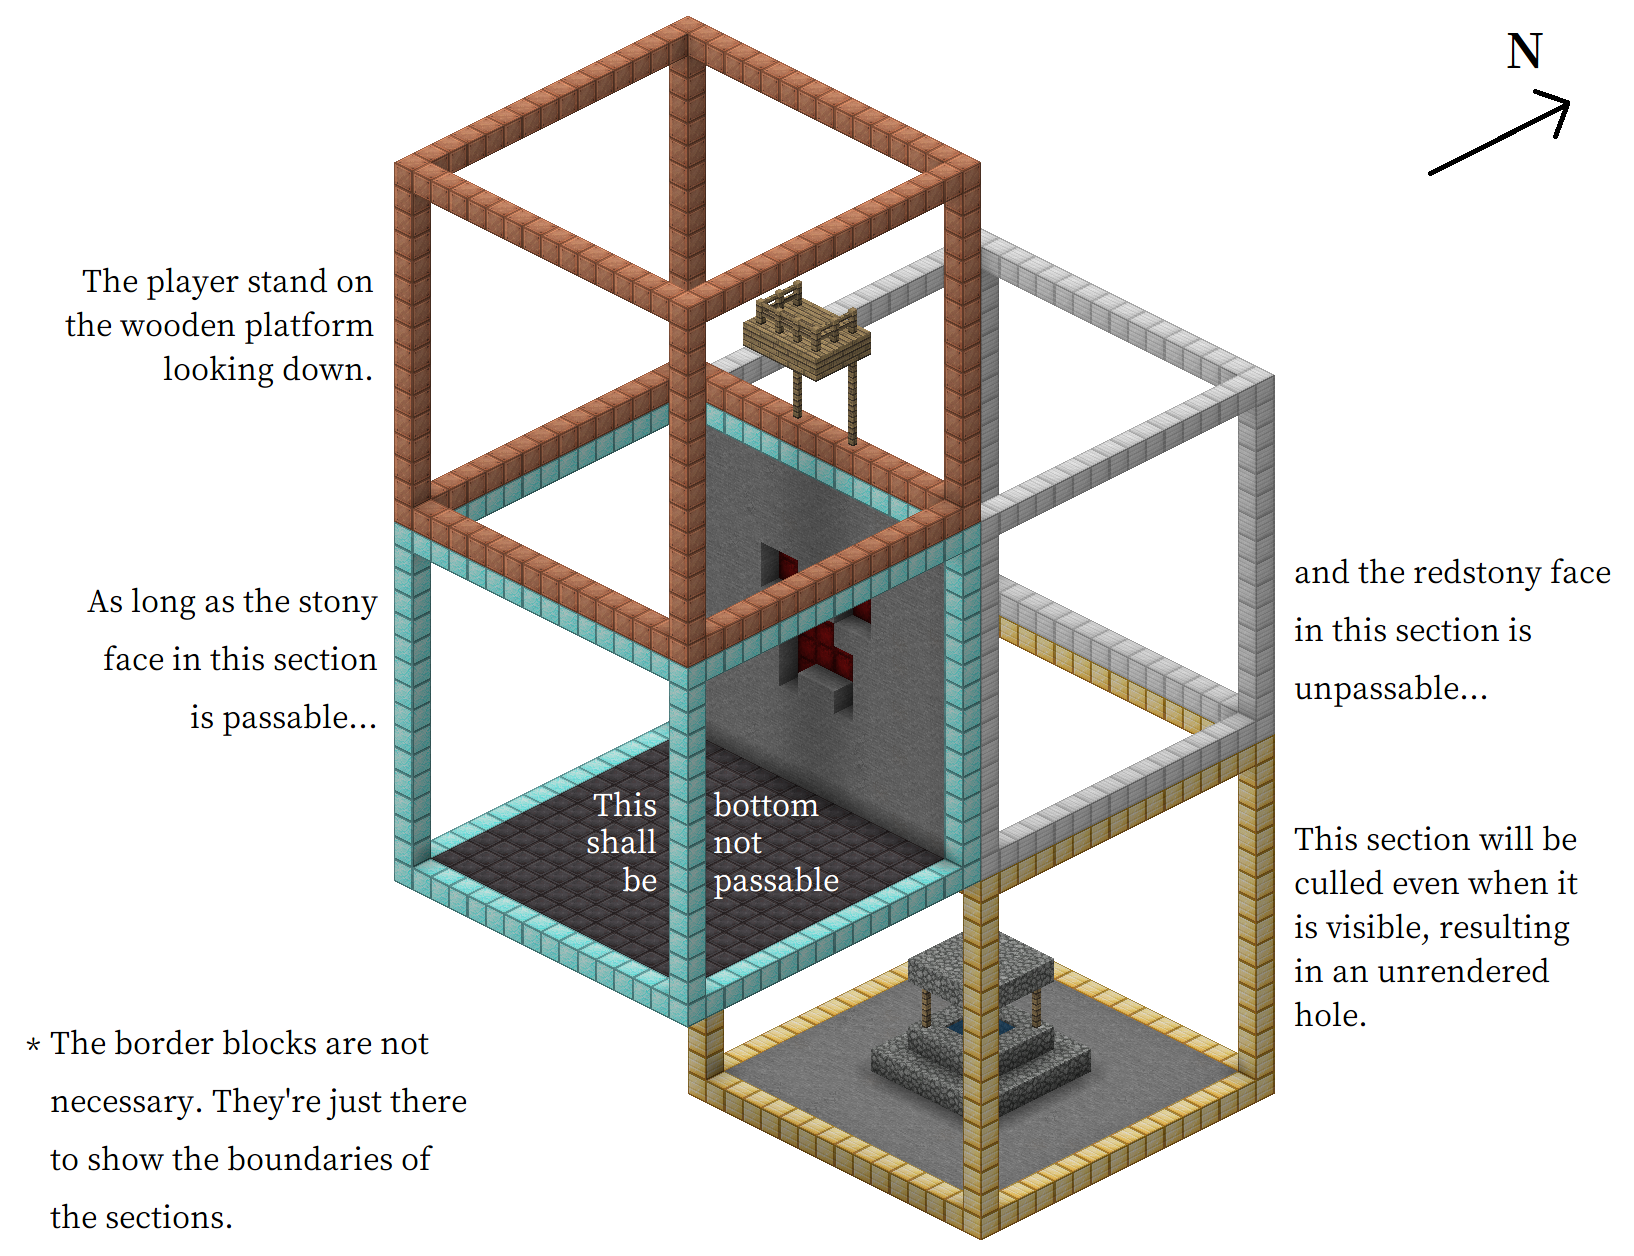 N
The player stand on
the wooden platform
looking down.
As long as the stony
face in this section
is passable...
and the redstony face
in this section is
unpassable...
This bottom
shall not
be passable
This section will be
culled even when it
is visible, resulting
in an unrendered
hole.
* The border blocks are not
necessary. They're just there
to show the boundaries of
the sections.